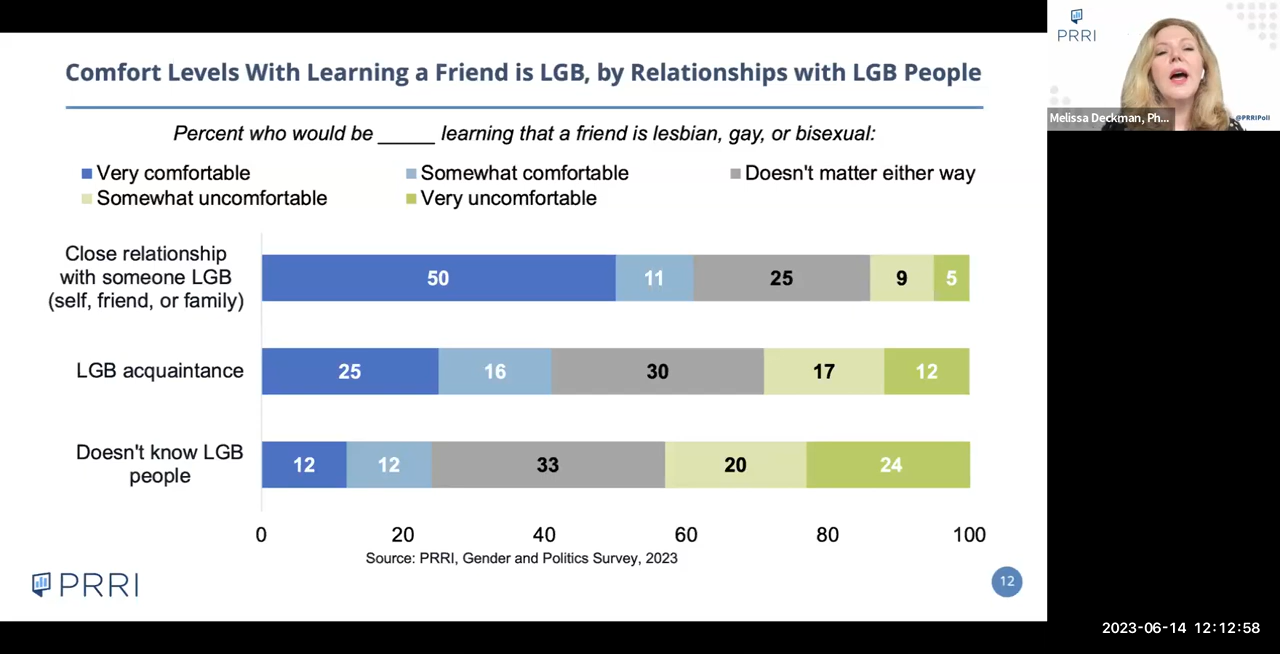 Comfort Levels With Learning a Friend is LGB, by Relationships with LGB People
Percent who would be _____ learning that a friend is lesbian, gay, or bisexual:
Very comfortable
Somewhat comfortable
Doesn't matter either way
Somewhat uncomfortable
Very uncomfortable
Close relationship
with someone LGB
(self, friend, or family)
50
11
25
9
5
LGB acquaintance
25
16
30
17
12
Doesn't know LGB
people
12
12
33
20
24
0
20
40
60
80
100
Source: PRRI, Gender and Politics Survey, 2023
PRRI
12
PRRI
Melissa Deckman, Ph...
@PRRIPoll
2023-06-14 12:12:58